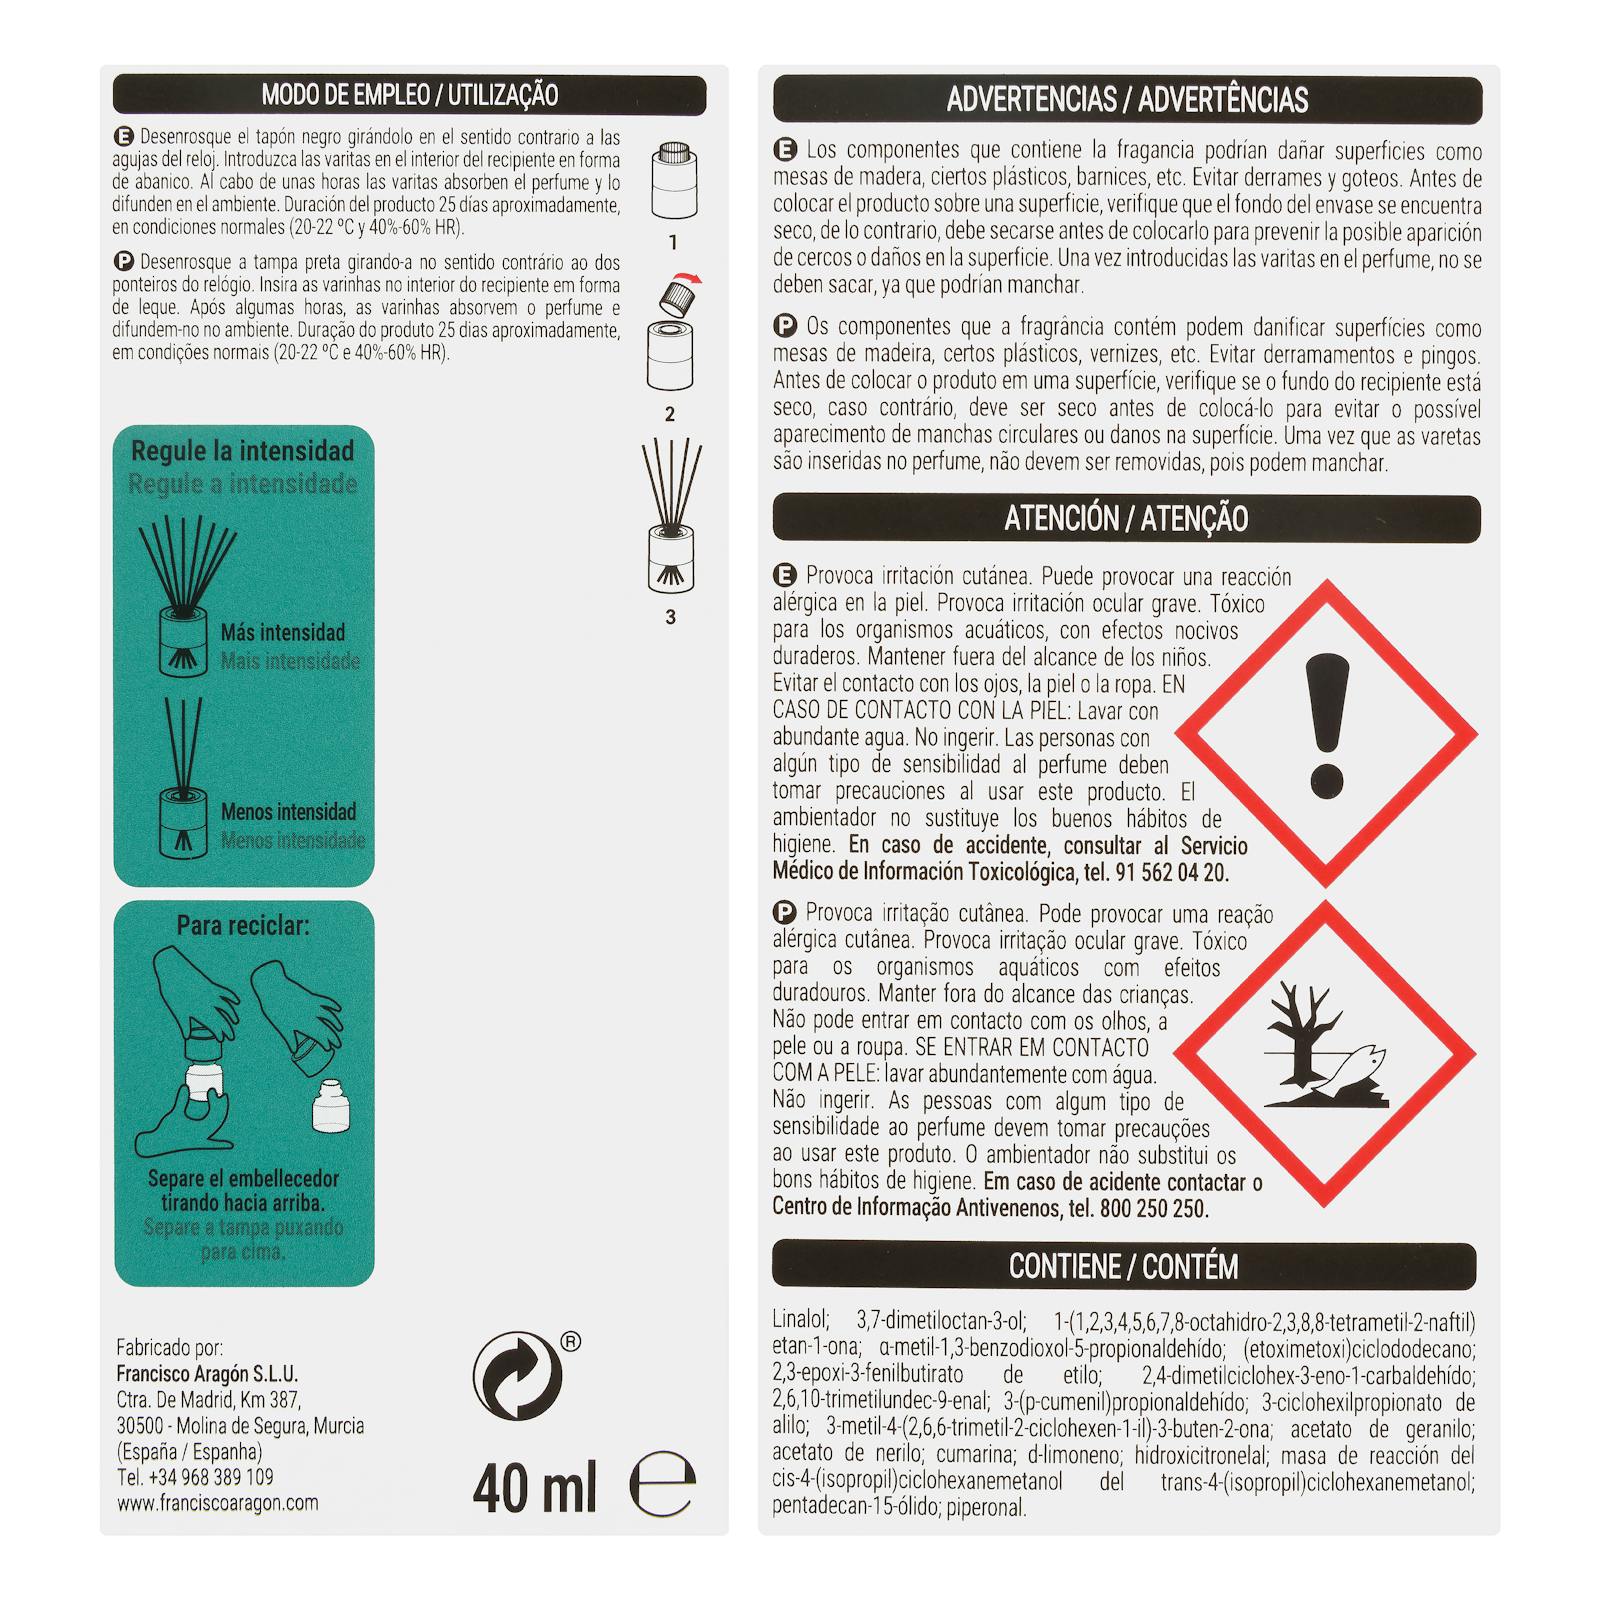 MODO DE EMPLEO / UTILIZAÇÃO
E Desenrosque el tapón negro girándolo en el sentido contrario a las
agujas del reloj. Introduzca las varitas en el interior del recipiente en forma
de abanico. Al cabo de unas horas las varitas absorben el perfume y lo
difunden en el ambiente. Duración del producto 25 días aproximadamente,
en condiciones normales (20-22 ºC y 40%-60% HR).
P Desenrosque a tampa preta girando-a no sentido contrário ao dos
ponteiros do relógio. Insira as varinhas no interior do recipiente em forma
de leque. Após algumas horas, as varinhas absorvem o perfume e
difundem-no no ambiente. Duração do produto 25 dias aproximadamente,
em condições normais (20-22 ºC e 40%-60% HR).
1
2
3
Regule la intensidad
Regule a intensidade
Más intensidad
Mais intensidade
Menos intensidad
Menos intensidade
Para reciclar:
Separe el embellecedor
tirando hacia arriba.
Separe a tampa puxando
para cima.
Fabricado por:
Francisco Aragón S.L.U.
Ctra. De Madrid, Km 387,
30500 - Molina de Segura, Murcia
(España / Espanha)
Tel. +34 968 389 109
www.franciscoaragon.com
®
40 ml ℮
ADVERTENCIAS / ADVERTÊNCIAS
E Los componentes que contiene la fragancia podrían dañar superficies como
mesas de madera, ciertos plásticos, barnices, etc. Evitar derrames y goteos. Antes de
colocar el producto sobre una superficie, verifique que el fondo del envase se encuentra
seco, de lo contrario, debe secarse antes de colocarlo para prevenir la posible aparición
de cercos o daños en la superficie. Una vez introducidas las varitas en el perfume, no se
deben sacar, ya que podrían manchar.
P Os componentes que a fragrância contém podem danificar superfícies como
mesas de madeira, certos plásticos, vernizes, etc. Evitar derramamentos e pingos.
Antes de colocar o produto em uma superfície, verifique se o fundo do recipiente está
seco, caso contrário, deve ser seco antes de colocá-lo para evitar o possível
aparecimento de manchas circulares ou danos na superfície. Uma vez que as varetas
são inseridas no perfume, não devem ser removidas, pois podem manchar.
ATENCIÓN / ATENÇÃO
E Provoca irritación cutánea. Puede provocar una reacción
alérgica en la piel. Provoca irritación ocular grave. Tóxico
para los organismos acuáticos, con efectos nocivos
duraderos. Mantener fuera del alcance de los niños.
Evitar el contacto con los ojos, la piel o la ropa. EN
CASO DE CONTACTO CON LA PIEL: Lavar con
abundante agua. No ingerir. Las personas con
algún tipo de sensibilidad al perfume deben
tomar precauciones al usar este producto. El
ambientador no sustituye los buenos hábitos de
higiene. En caso de accidente, consultar al Servicio
Médico de Información Toxicológica, tel. 91 562 04 20.
P Provoca irritação cutânea. Pode provocar uma reação
alérgica cutânea. Provoca irritação ocular grave. Tóxico
para os organismos aquáticos com efeitos
duradouros. Manter fora do alcance das crianças.
Não pode entrar em contacto com os olhos, a
pele ou a roupa. SE ENTRAR EM CONTACTO
COM A PELE: lavar abundantemente com água.
Não ingerir. As pessoas com algum tipo de
sensibilidade ao perfume devem tomar precauções
ao usar este produto. O ambientador não substitui os
bons hábitos de higiene. Em caso de acidente contactar o
Centro de Informação Antivenenos, tel. 800 250 250.
CONTIENE / CONTÉM
Linalol; 3,7-dimetiloctan-3-ol; 1-(1,2,3,4,5,6,7,8-octahidro-2,3,8,8-tetrametil-2-naftil)
etan-1-ona; α-metil-1,3-benzodioxol-5-propionaldehído; (etoximetoxi)ciclododecano;
2,3-epoxi-3-fenilbutirato de etilo; 2,4-dimetilciclohex-3-eno-1-carbaldehído;
2,6,10-trimetilundec-9-enal; 3-(p-cumenil)propionaldehído; 3-ciclohexilpropionato de
alilo; 3-metil-4-(2,6,6-trimetil-2-ciclohexen-1-il)-3-buten-2-ona; acetato de geranilo;
acetato de nerilo; cumarina; d-limoneno; hidroxicitronelal; masa de reacción del
cis-4-(isopropil)ciclohexanemetanol del trans-4-(isopropil)ciclohexanemetanol;
pentadecan-15-ólido; piperonal.